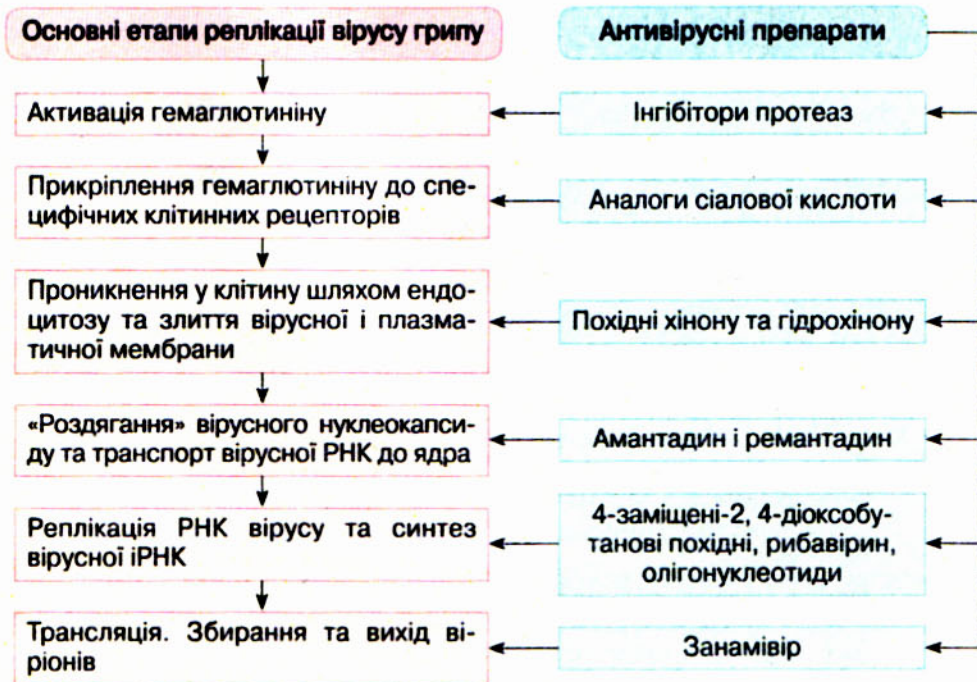 Основні етапи реплікації вірусу грипу
Антивірусні препарати
Активація гемаглютиніну
Інгібітори протеаз
Прикріплення гемаглютиніну до спе-
цифічних клітинних рецепторів
Аналоги сіалової кислоти
Проникнення у клітину шляхом ендо-
цитозу та злиття вірусної і плазма-
тичної мембрани
Похідні хінону та гідрохінону
«Роздягання» вірусного нуклеокапси-
ду та транспорт вірусної РНК до ядра
Амантадин і ремантадин
Реплікація РНК вірусу та синтез
вірусної іРНК
4-заміщені-2, 4-діоксобу-
танові похідні, рибавірин,
олігонуклеотиди
Трансляція. Збирання та вихід ві-
ріонів
Занамівір